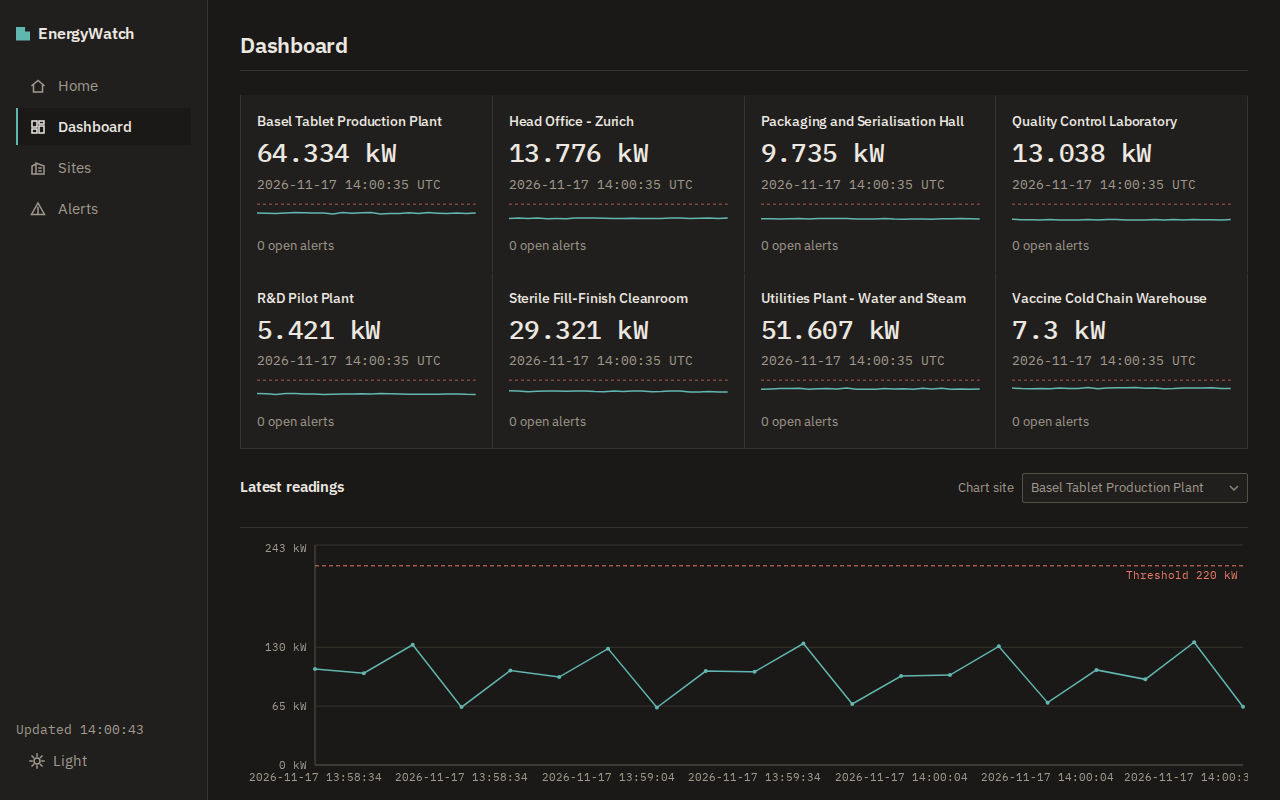 EnergyWatch
Home
Dashboard
Sites
Alerts
Updated 14:00:43
Light
Dashboard
Basel Tablet Production Plant
64.334 kW
2026-11-17 14:00:35 UTC
0 open alerts
Head Office - Zurich
13.776 kW
2026-11-17 14:00:35 UTC
0 open alerts
Packaging and Serialisation Hall
9.735 kW
2026-11-17 14:00:35 UTC
0 open alerts
Quality Control Laboratory
13.038 kW
2026-11-17 14:00:35 UTC
0 open alerts
R&D Pilot Plant
5.421 kW
2026-11-17 14:00:35 UTC
0 open alerts
Sterile Fill-Finish Cleanroom
29.321 kW
2026-11-17 14:00:35 UTC
0 open alerts
Utilities Plant - Water and Steam
51.607 kW
2026-11-17 14:00:35 UTC
0 open alerts
Vaccine Cold Chain Warehouse
7.3 kW
2026-11-17 14:00:35 UTC
0 open alerts
Latest readings
Chart site
Basel Tablet Production Plant
243 kW
Threshold 220 kW
130 kW
65 kW
0 kW
2026-11-17 13:58:34
2026-11-17 13:58:34
2026-11-17 13:59:04
2026-11-17 13:59:34
2026-11-17 14:00:04
2026-11-17 14:00:04
2026-11-17 14:00:3